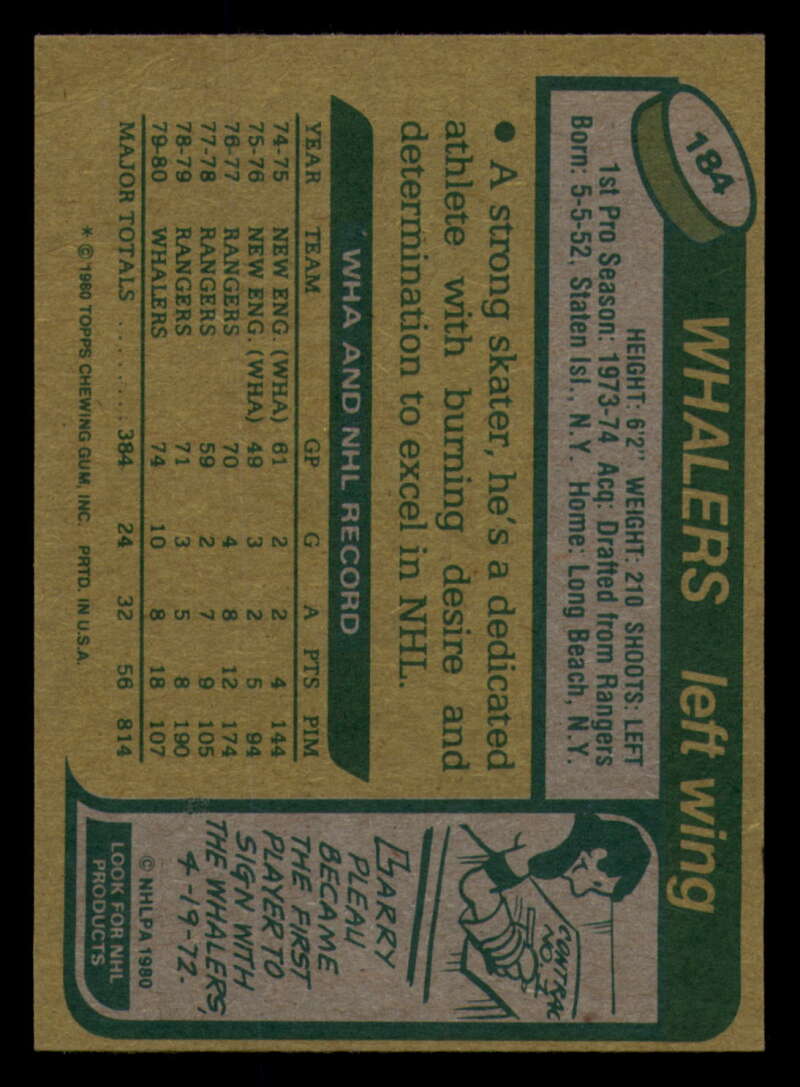 184
WHALERS left wing
HEIGHT: 6'2" WEIGHT: 210 SHOOTS: LEFT
1st Pro Season: 1973-74 Acq: Drafted from Rangers
Born: 5-5-52, Staten Isl., N.Y. Home: Long Beach, N.Y.
● A strong skater, he's a dedicated
athlete with burning desire and
determination to excel in NHL.
WHA AND NHL RECORD
YEAR TEAM GP G A PTS PIM
74-75 NEW ENG. (WHA) 61 2 2 4 144
75-76 NEW ENG. (WHA) 49 3 2 5 94
76-77 RANGERS 70 4 8 12 174
77-78 RANGERS 59 2 7 9 105
78-79 RANGERS 71 3 5 8 190
79-80 WHALERS 74 10 8 18 107
MAJOR TOTALS ........ 384 24 32 56 814
* © 1980 TOPPS CHEWING GUM, INC. PRTD. IN U.S.A.
CONTRAC
NO. 1
LARRY
PLEAU
BECAME
THE FIRST
PLAYER TO
SIGN WITH
THE WHALERS,
4-19-72.
© NHLPA 1980
LOOK FOR NHL
PRODUCTS